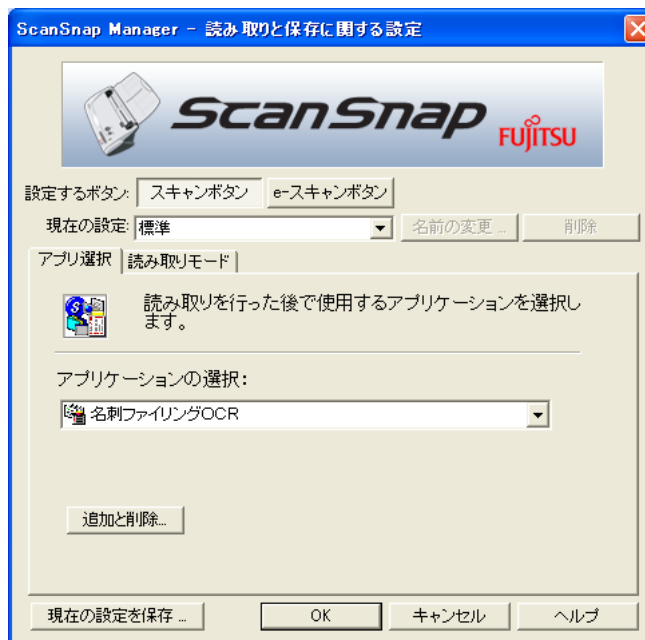 ScanSnap Manager - 読み取りと保存に関する設定
ScanSnap
FUJITSU
設定するボタン: スキャンボタン e-スキャンボタン
現在の設定: 標準 名前の変更 ... 削除
アプリ選択 読み取りモード
読み取りを行った後で使用するアプリケーションを選択し
ます。
アプリケーションの選択:
名刺ファイリングOCR
追加と削除...
現在の設定を保存 ... OK キャンセル ヘルプ